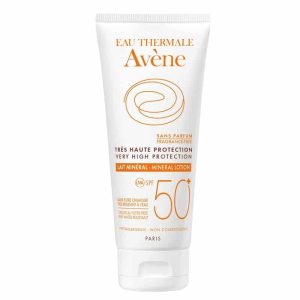 EAU THERMALE
Avène
SANS PARFUM
FRAGRANCE FREE
TRÈS HAUTE PROTECTION
VERY HIGH PROTECTION
LAIT MINÉRAL - MINERAL LOTION
UVA SPF 50+
PARIS